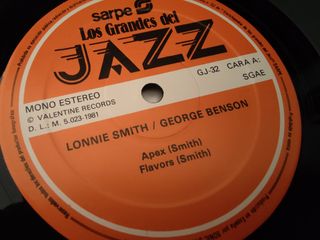 sarpe
Los Grandes del
JAZZ
MONO ESTEREO
© VALENTINE RECORDS
D. L.: M. 5.023-1981
GJ-32 CARA A:
SGAE
LONNIE SMITH / GEORGE BENSON
Apex (Smith)
Flavors (Smith)